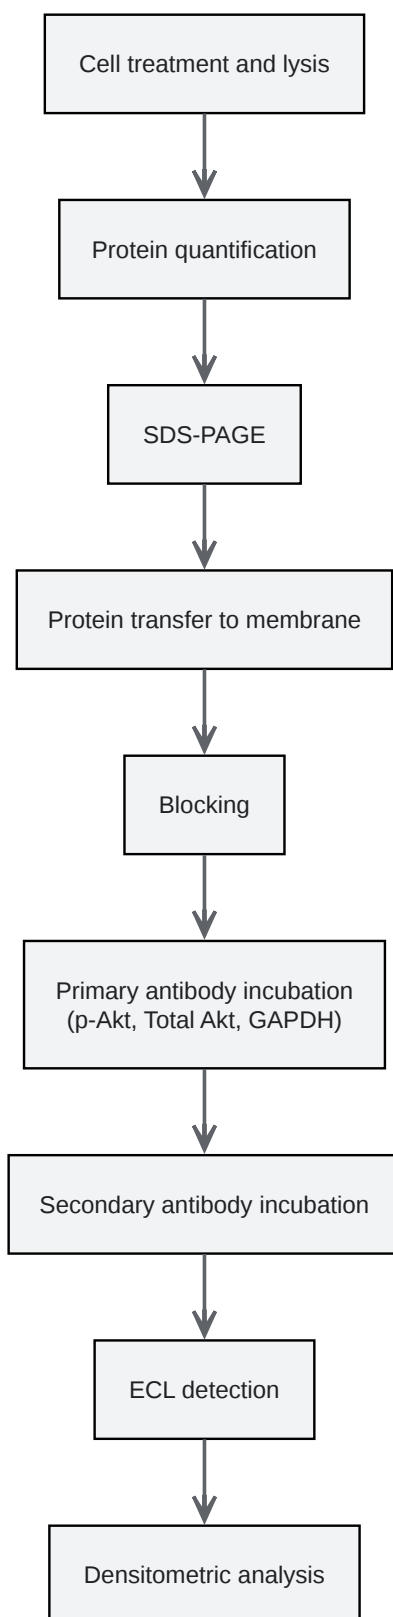 Cell treatment and lysis
Protein quantification
SDS-PAGE
Protein transfer to membrane
Blocking
Primary antibody incubation
(p-Akt, Total Akt, GAPDH)
Secondary antibody incubation
ECL detection
Densitometric analysis